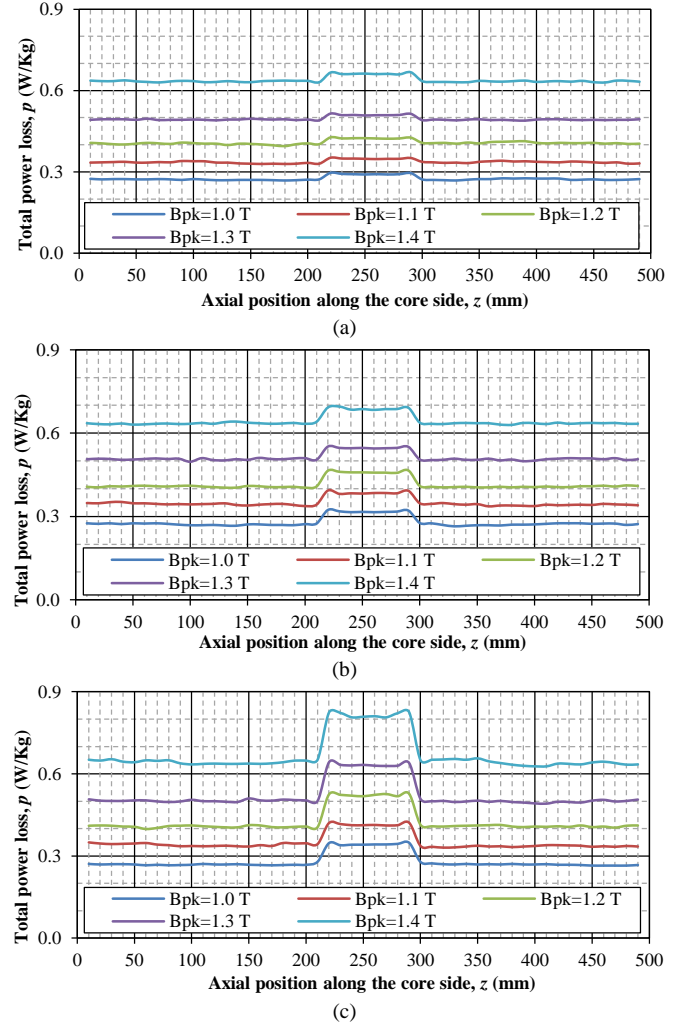 0.9
0.6
0.3
0.0
Total power loss, p (W/Kg)
Bpk=1.0 T Bpk=1.1 T Bpk=1.2 T
Bpk=1.3 T Bpk=1.4 T
0 50 100 150 200 250 300 350 400 450 500
Axial position along the core side, z (mm)
(a)
0.9
0.6
0.3
0.0
Total power loss, p (W/Kg)
Bpk=1.0 T Bpk=1.1 T Bpk=1.2 T
Bpk=1.3 T Bpk=1.4 T
0 50 100 150 200 250 300 350 400 450 500
Axial position along the core side, z (mm)
(b)
0.9
0.6
0.3
0.0
Total power loss, p (W/Kg)
Bpk=1.0 T Bpk=1.1 T Bpk=1.2 T
Bpk=1.3 T Bpk=1.4 T
0 50 100 150 200 250 300 350 400 450 500
Axial position along the core side, z (mm)
(c)